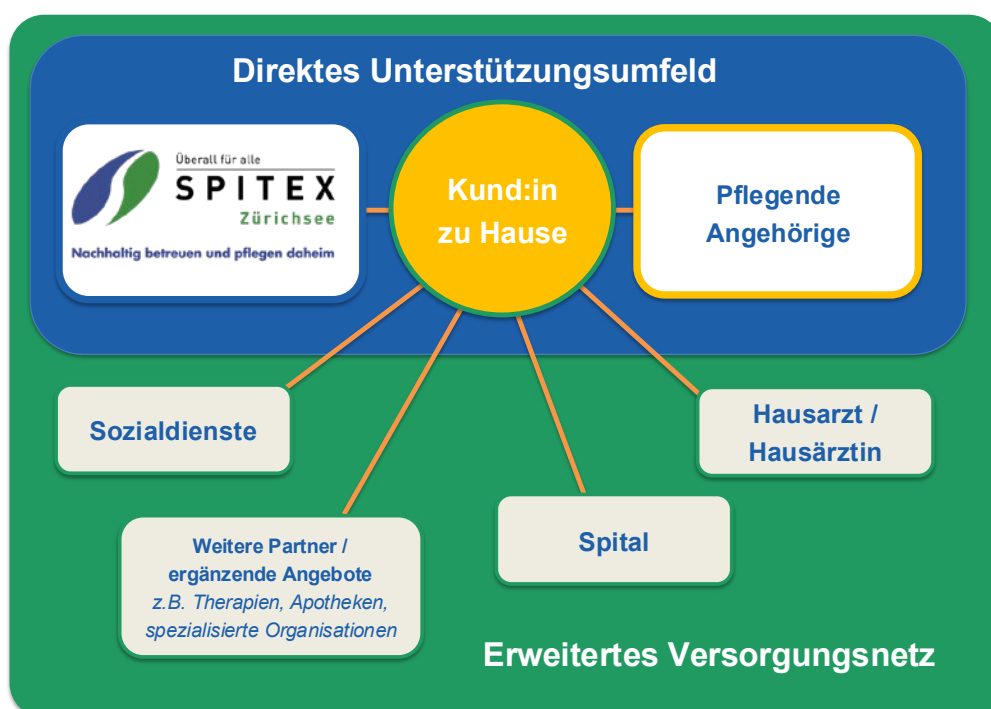 Direktes Unterstützungsumfeld
Überall für alle
SPITEX
Zürichsee
Nachhaltig betreuen und pflegen daheim
Kund:in
zu Hause
Pflegende
Angehörige
Sozialdienste
Hausarzt /
Hausärztin
Weitere Partner /
ergänzende Angebote
z.B. Therapien, Apotheken,
spezialisierte Organisationen
Spital
Erweitertes Versorgungsnetz